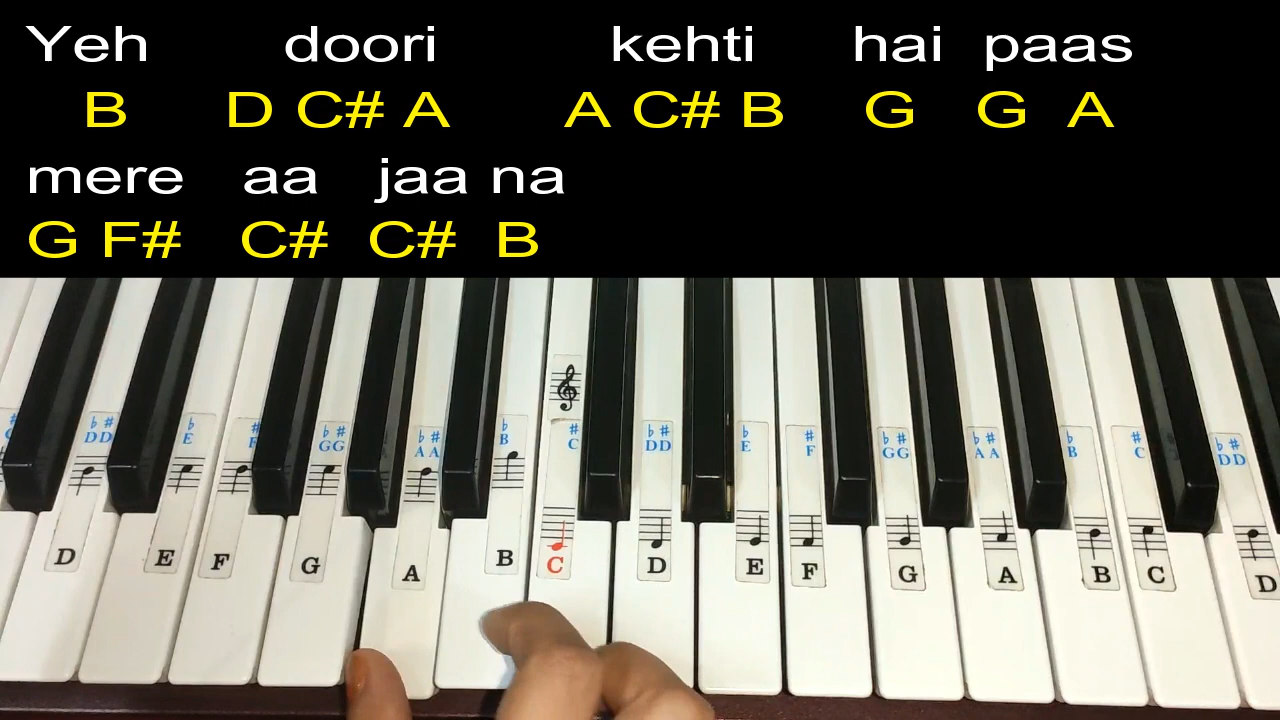 Yeh doori kehti hai paas
B D C# A A C# B G G A
mere aa jaa na
G F# C# C# B
♭ # ♭ ♭ # ♭ # ♭ # ♭ ♭ # ♭ # ♭ # ♭ #
D D E G G A A B C D D E F G G A A B C D D
D E F G A B C D E F G A B C D